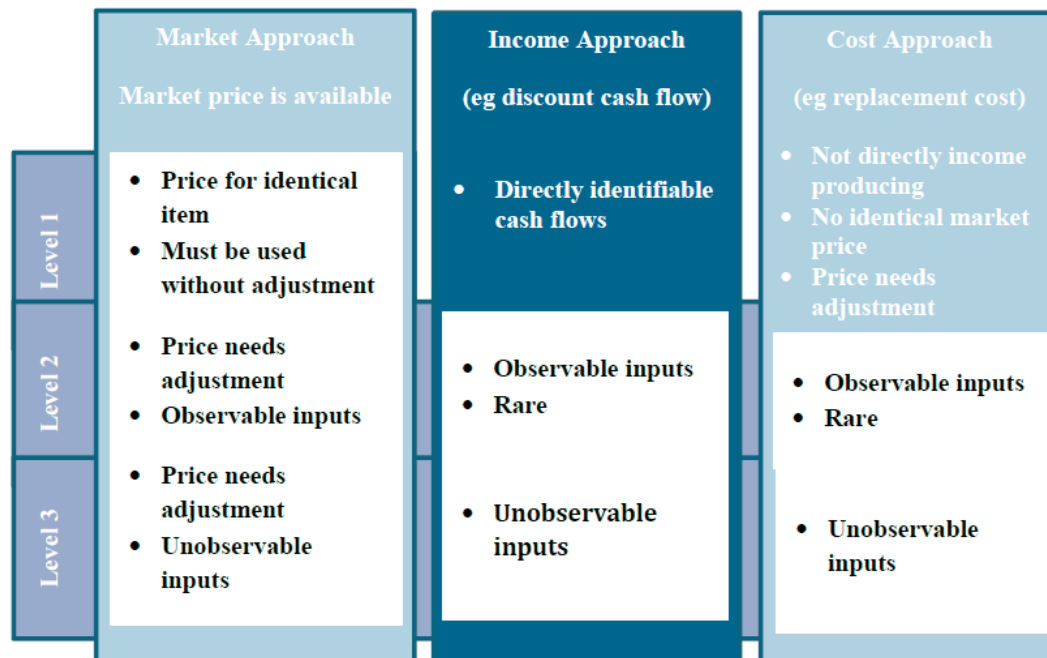 Market Approach
Market price is available
Income Approach
(eg discount cash flow)
Cost Approach
(eg replacement cost)
Level 1
• Price for identical
item
• Must be used
without adjustment
• Directly identifiable
cash flows
• Not directly income
producing
• No identical market
price
• Price needs
adjustment
Level 2
• Price needs
adjustment
• Observable inputs
• Observable inputs
• Rare
• Observable inputs
• Rare
Level 3
• Price needs
adjustment
• Unobservable
inputs
• Unobservable
inputs
• Unobservable
inputs